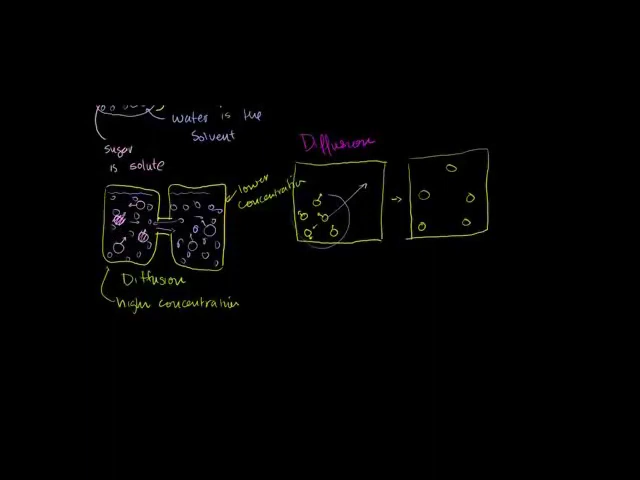 water is the
solvent
sugar
is solute
Diffusion
lower
concentration
Diffusion
high concentration